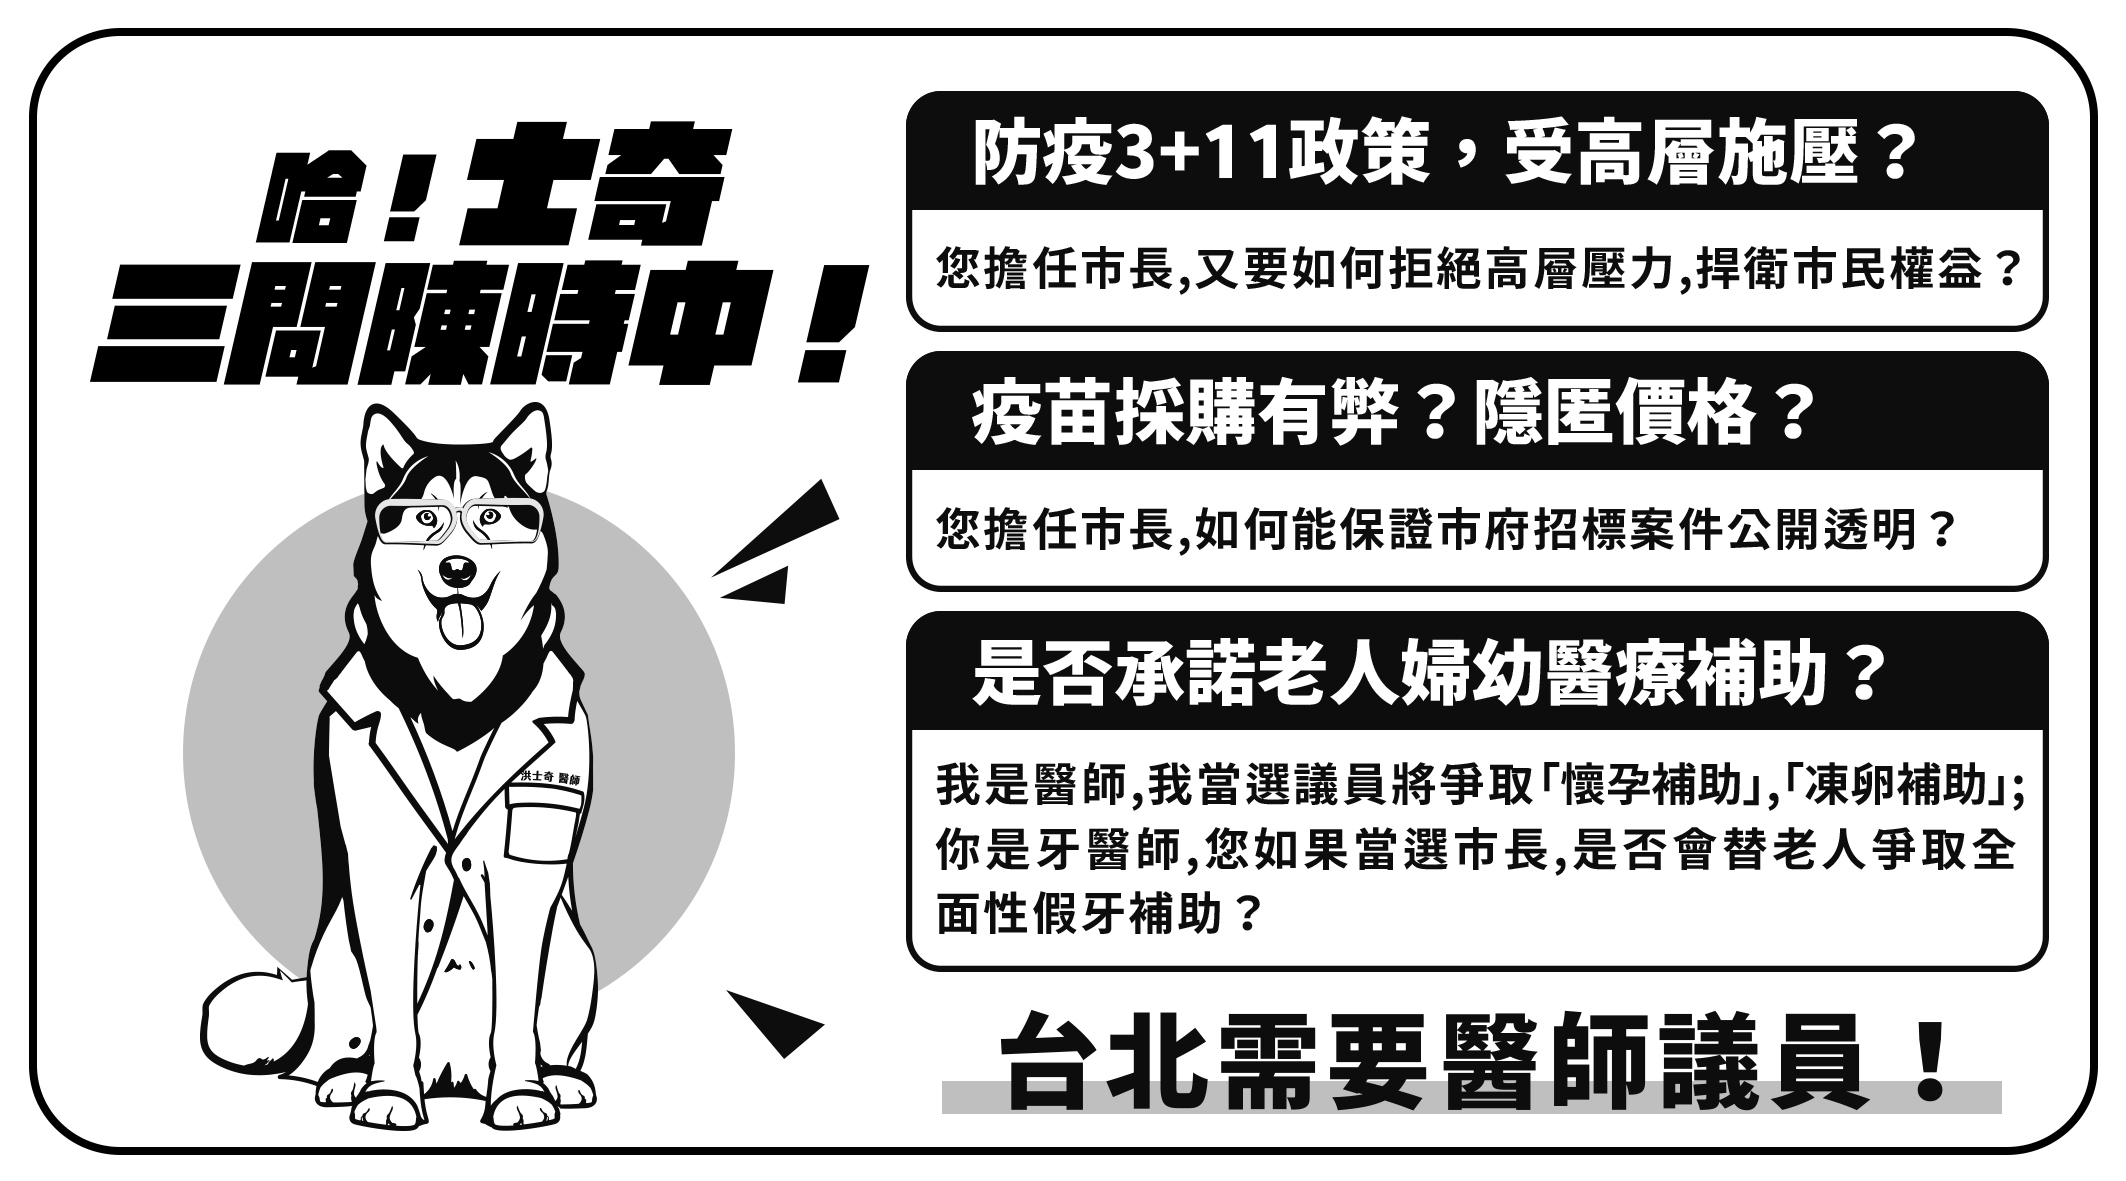 哈！士奇
三問陳時中！
洪士奇 醫師
防疫3+11政策，受高層施壓？
您擔任市長,又要如何拒絕高層壓力,捍衛市民權益？
疫苗採購有弊？隱匿價格？
您擔任市長,如何能保證市府招標案件公開透明？
是否承諾老人婦幼醫療補助？
我是醫師,我當選議員將爭取「懷孕補助」,「凍卵補助」;
你是牙醫師,您如果當選市長,是否會替老人爭取全
面性假牙補助？
台北需要醫師議員！